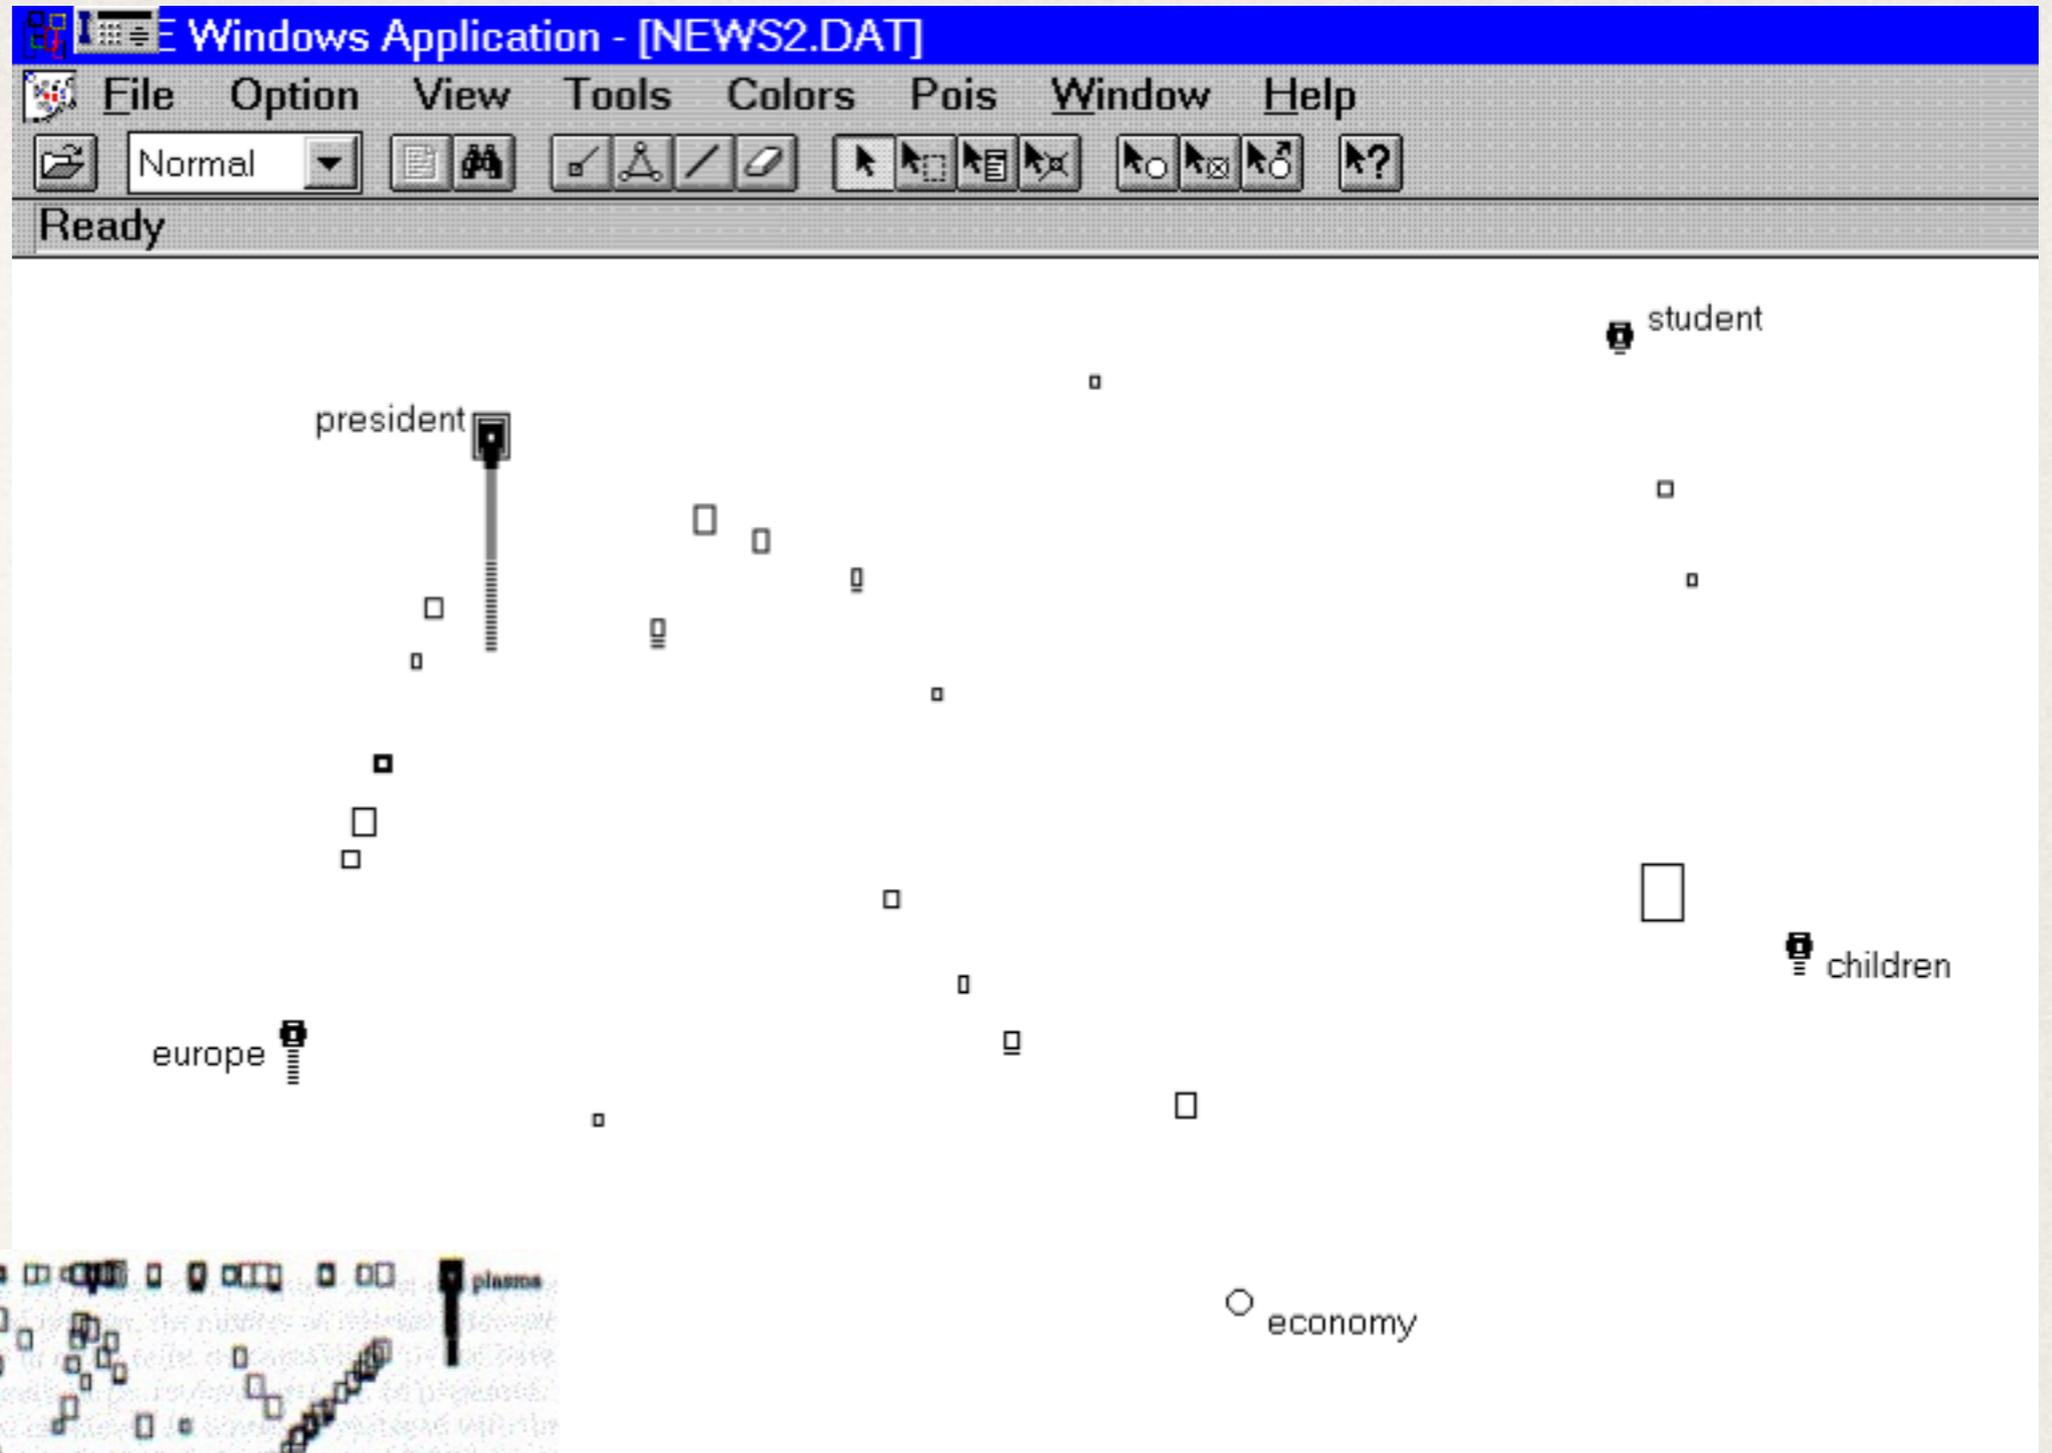 E Windows Application - [NEWS2.DAT]
File Option View Tools Colors Pois Window Help
Normal
Ready
student
president
children
europe
plasma
economy